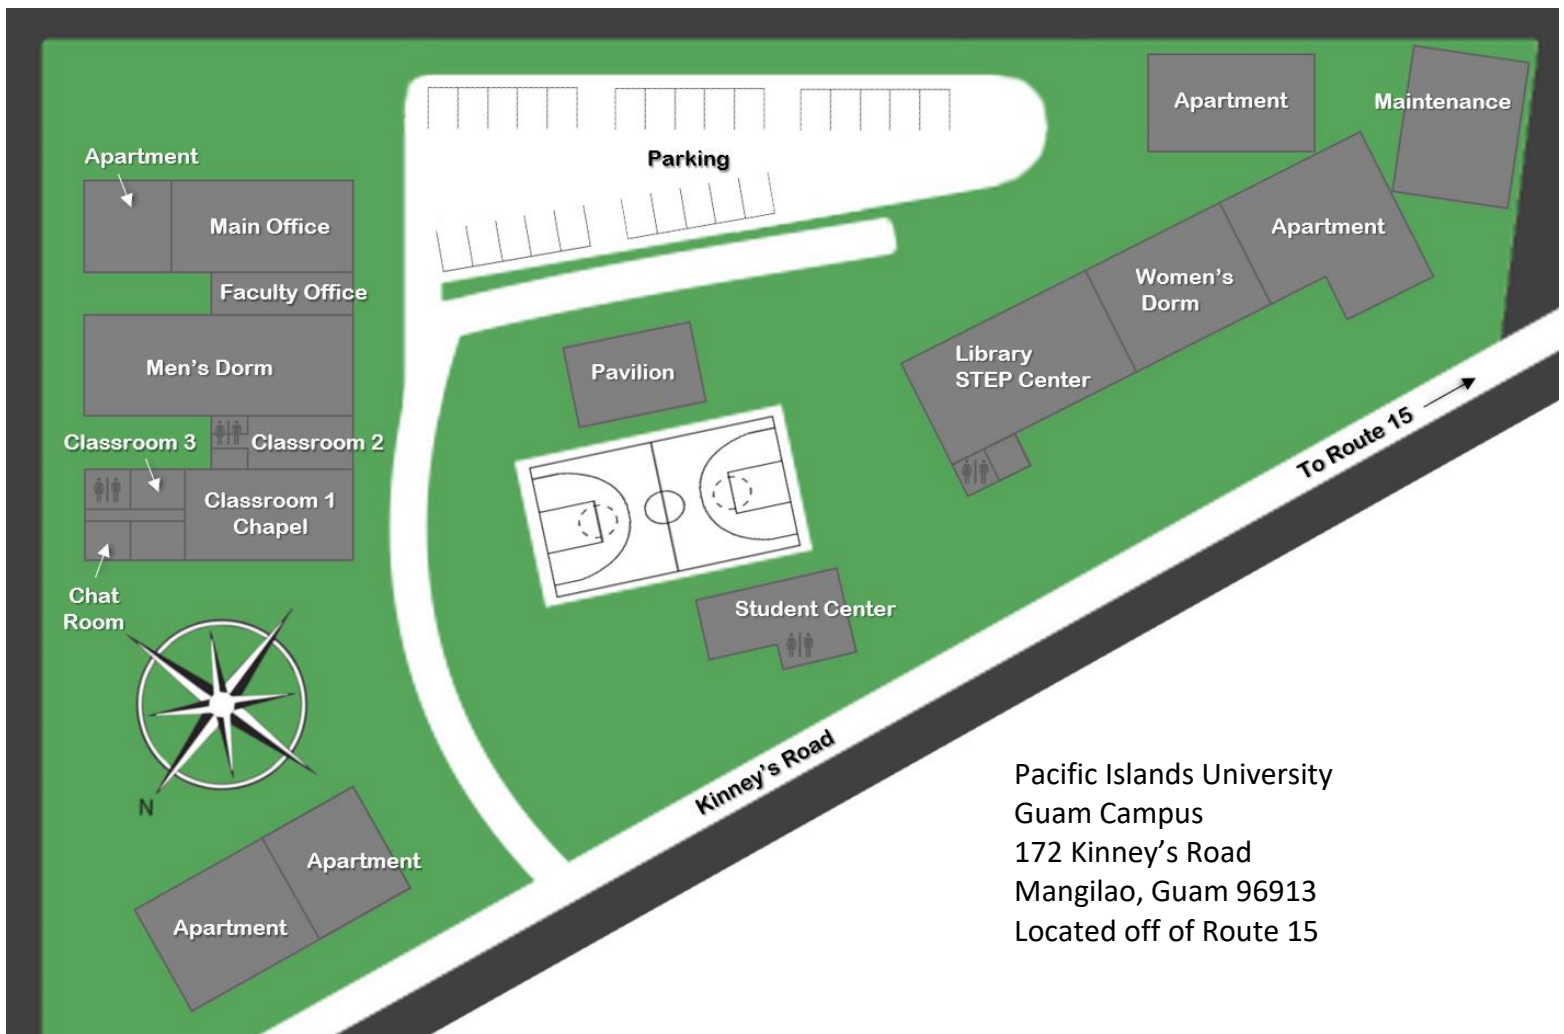 Apartment
Maintenance
Parking
Apartment
Main Office
Apartment
Faculty Office
Women's
Dorm
Library
STEP Center
Men's Dorm
Pavilion
To Route 15
Classroom 3
Classroom 2
Classroom 1
Chapel
Chat
Room
Student Center
N
Kinney's Road
Apartment
Apartment
Pacific Islands University
Guam Campus
172 Kinney's Road
Mangilao, Guam 96913
Located off of Route 15